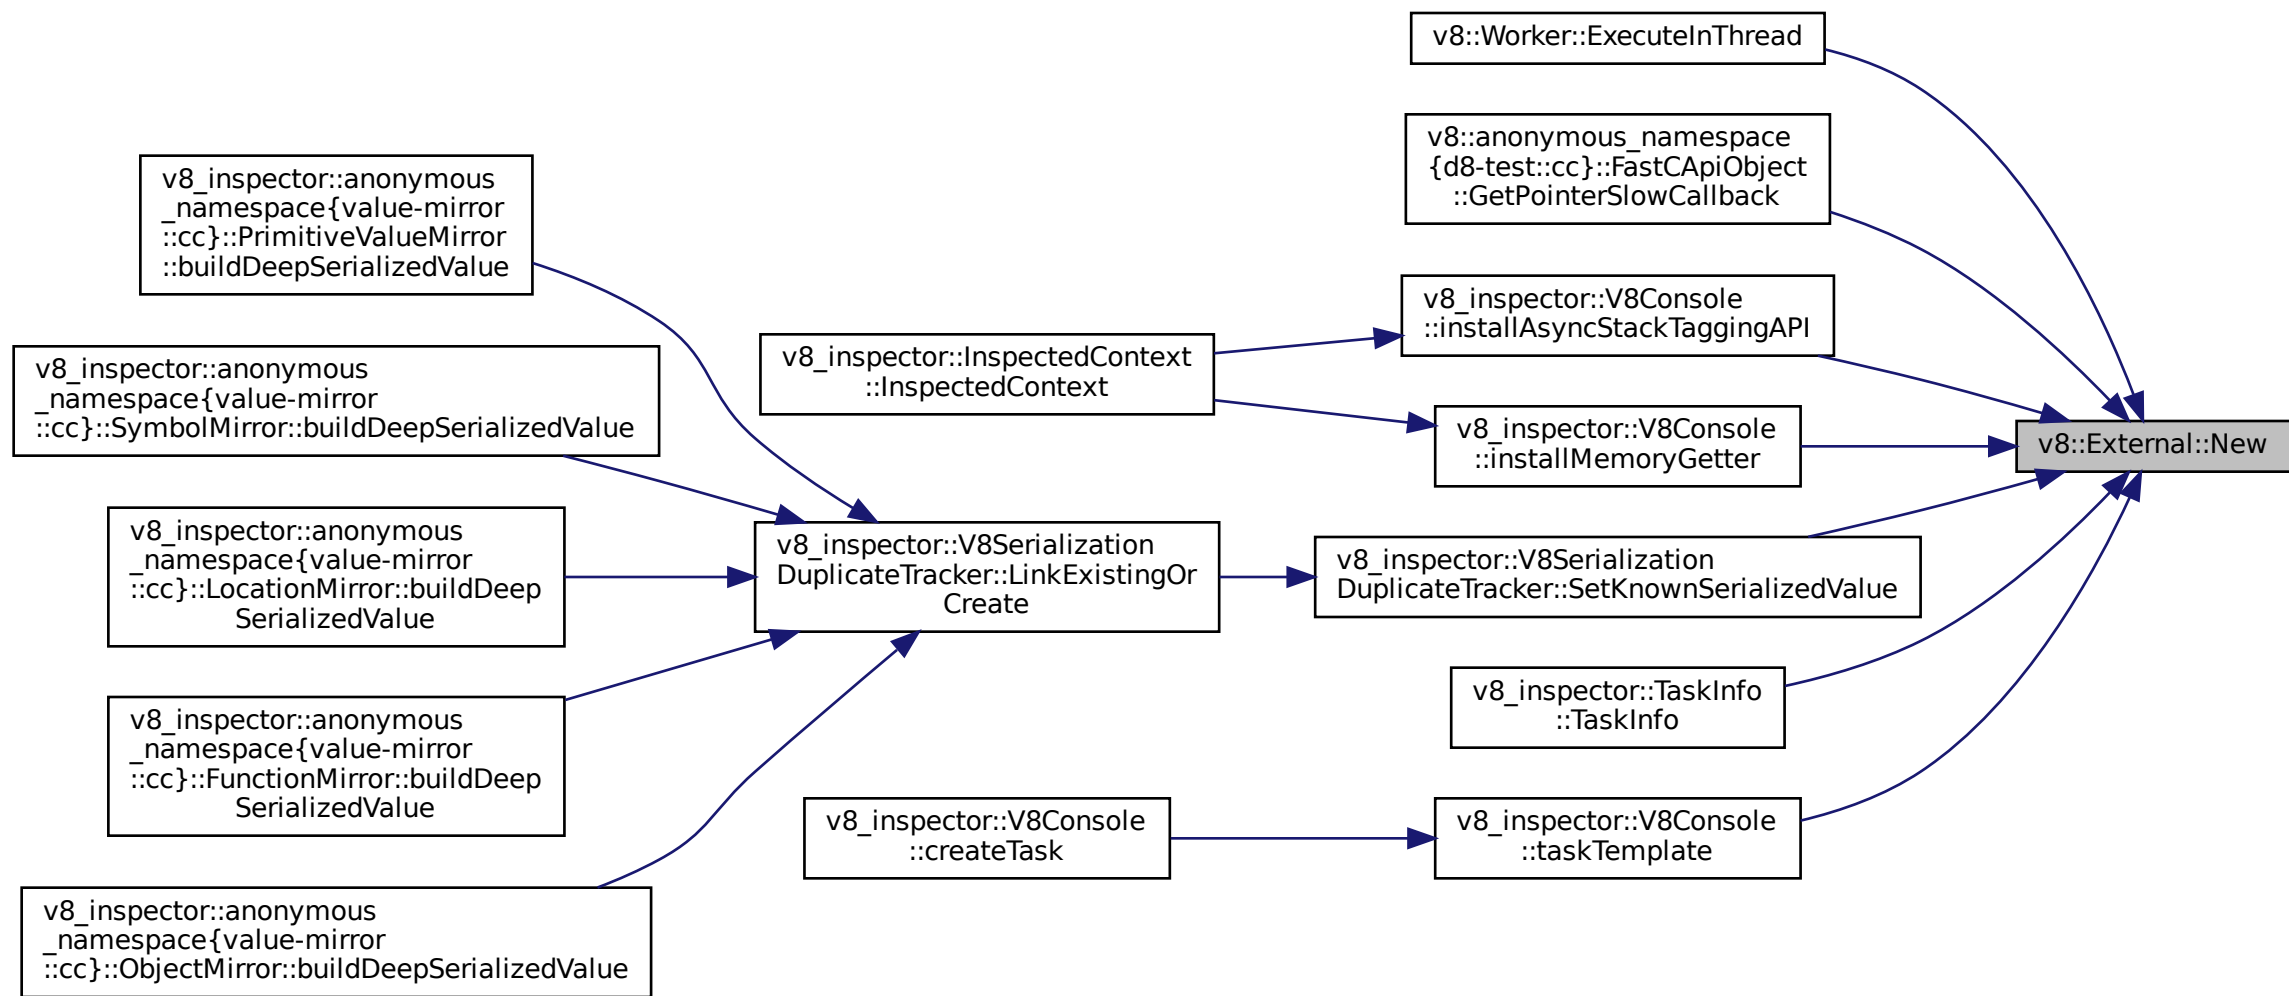 v8::Worker::ExecuteInThread
v8::anonymous_namespace
{d8-test::cc}::FastCApiObject
::GetPointerSlowCallback
v8_inspector::anonymous
_namespace{value-mirror
::cc}::PrimitiveValueMirror
::buildDeepSerializedValue
v8_inspector::V8Console
::installAsyncStackTaggingAPI
v8_inspector::InspectedContext
::InspectedContext
v8_inspector::anonymous
_namespace{value-mirror
::cc}::SymbolMirror::buildDeepSerializedValue
v8_inspector::V8Console
::installMemoryGetter
v8::External::New
v8_inspector::anonymous
_namespace{value-mirror
::cc}::LocationMirror::buildDeep
SerializedValue
v8_inspector::V8Serialization
DuplicateTracker::LinkExistingOr
Create
v8_inspector::V8Serialization
DuplicateTracker::SetKnownSerializedValue
v8_inspector::TaskInfo
::TaskInfo
v8_inspector::anonymous
_namespace{value-mirror
::cc}::FunctionMirror::buildDeep
SerializedValue
v8_inspector::V8Console
::createTask
v8_inspector::V8Console
::taskTemplate
v8_inspector::anonymous
_namespace{value-mirror
::cc}::ObjectMirror::buildDeepSerializedValue